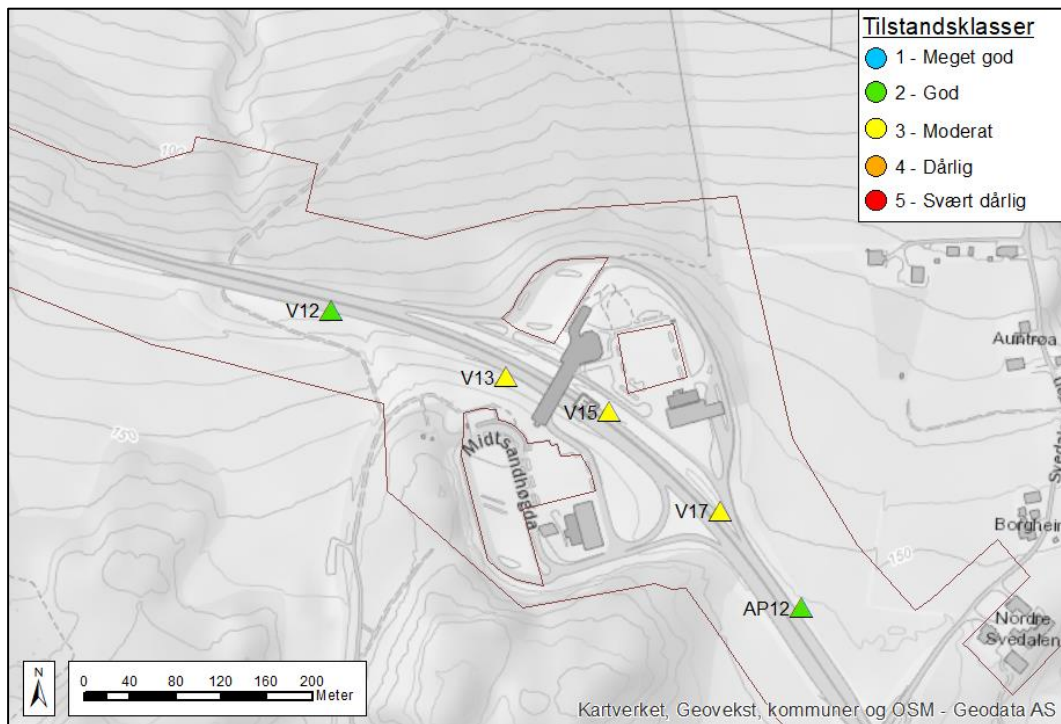 Tilstandsklasser
1 - Meget god
2 - God
3 - Moderat
4 - Dårlig
5 - Svært dårlig
100
V12
Auntrøa
V13
V15
150
Midtsandhøgda
V17
Borgheim
150
AP12
Nordre
Svedalen
N
0 40 80 120 160 200
Meter
Kartverket, Geovekst, kommuner og OSM - Geodata AS